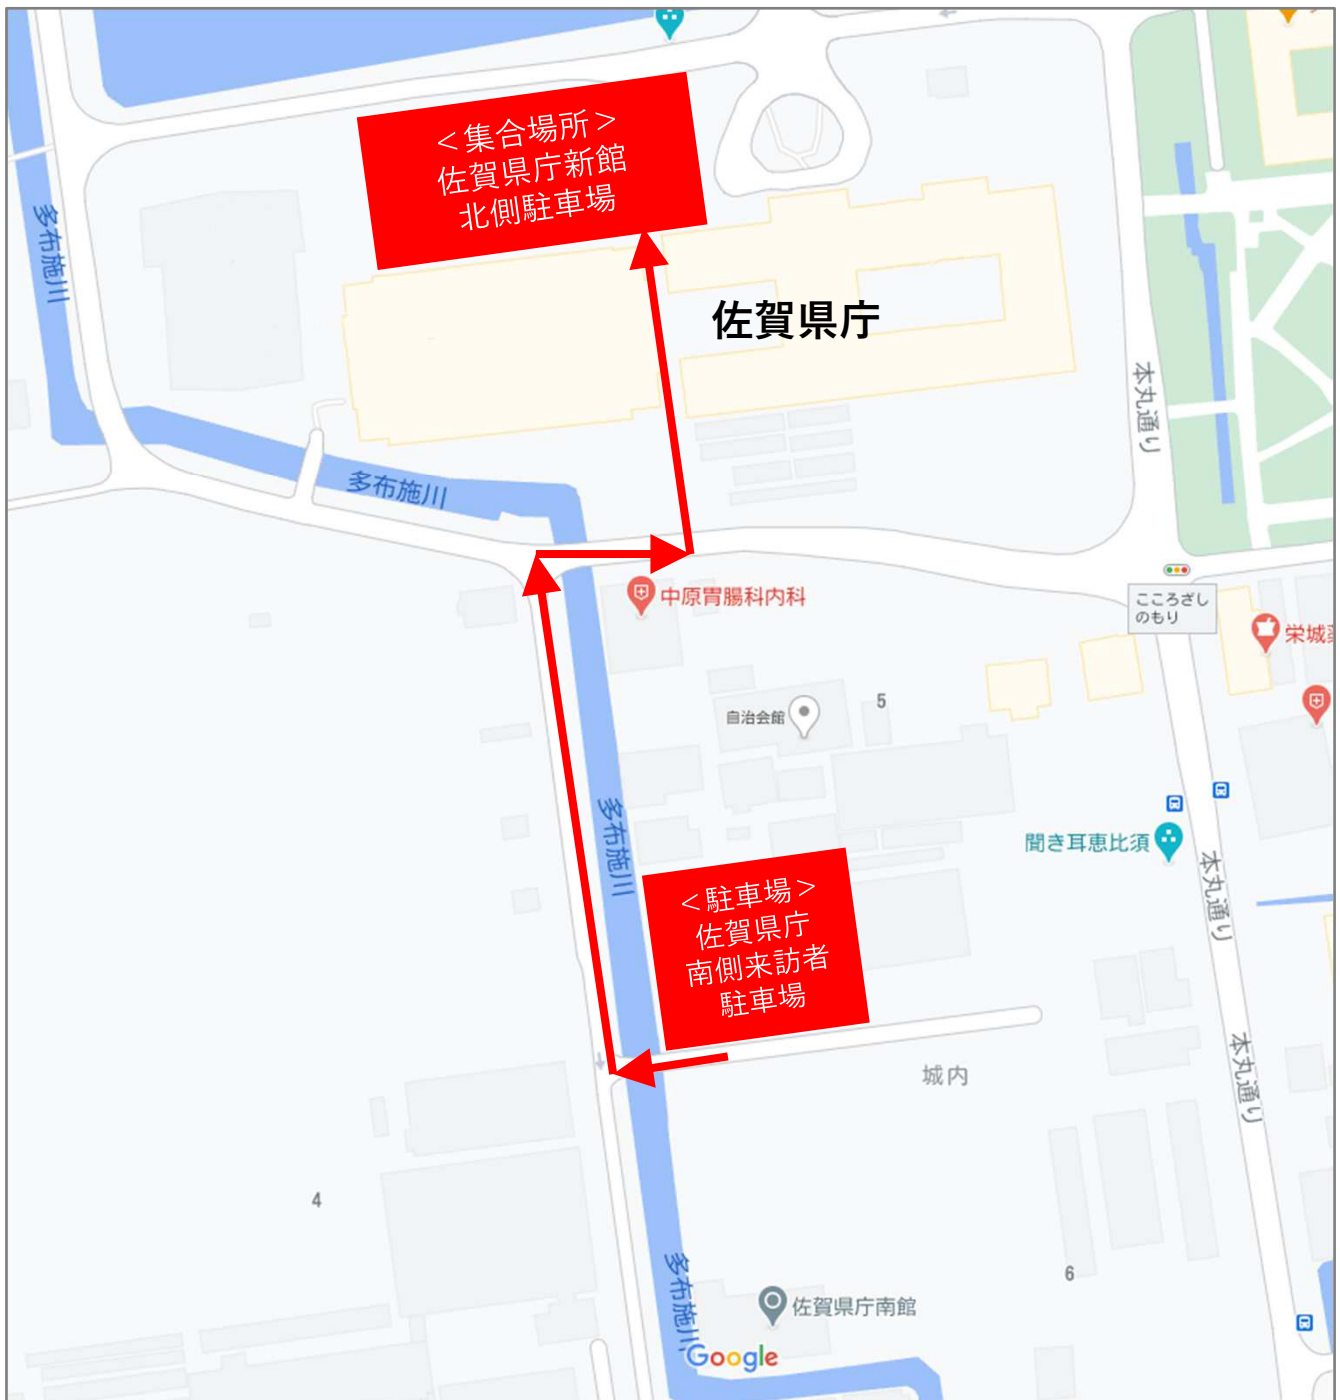 ＜集合場所＞
佐賀県庁新館
北側駐車場
多布施川
佐賀県庁
本丸通り
多布施川
中原胃腸科内科
こころざし
のもり
栄城
5
自治会館
多布施川
聞き耳恵比須
本丸通り
＜駐車場＞
佐賀県庁
南側来訪者
駐車場
本丸通り
城内
4
6
多布施川
佐賀県庁南館
Google